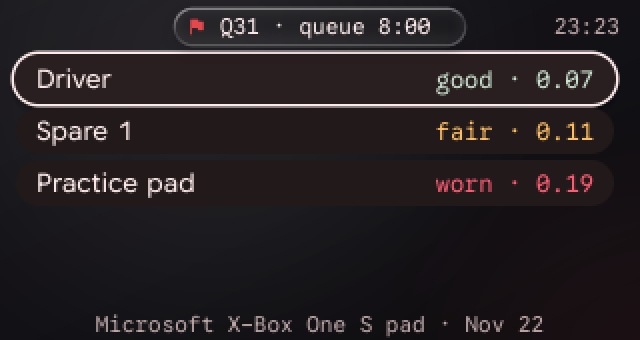 Q31 · queue 8:00
23:23
Driver good · 0.07
Spare 1 fair · 0.11
Practice pad worn · 0.19
Microsoft X-Box One S pad · Nov 22